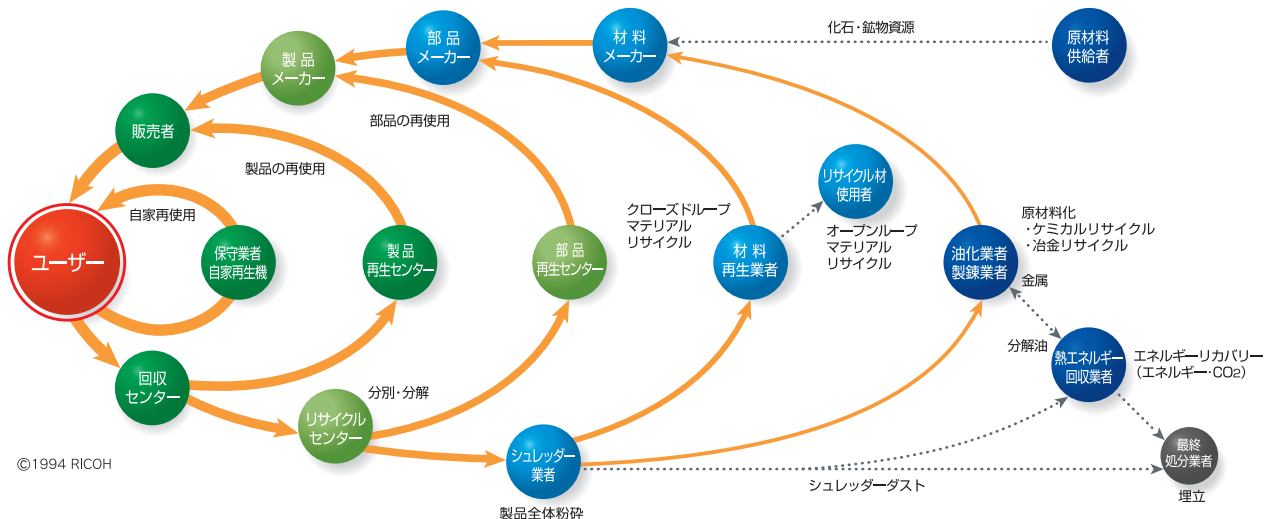 化石・鉱物資源
原材料
供給者
材 料
メーカー
部 品
メーカー
製 品
メーカー
販売者
部品の再使用
製品の再使用
自家再使用
ユーザー
保守業者
自家再生機
製 品
再生センター
部 品
再生センター
クローズドループ
マテリアル
リサイクル
材 料
再生業者
リサイクル材
使用者
オープンループ
マテリアル
リサイクル
原材料化
・ケミカルリサイクル
・冶金リサイクル
油化業者
製錬業者
金属
分解油
熱エネルギー
回収業者
エネルギーリカバリー
（エネルギー・CO2）
回収
センター
分別・分解
リサイクル
センター
シュレッダー
業者
製品全体粉砕
シュレッダーダスト
最終
処分業者
埋立
©1994 RICOH